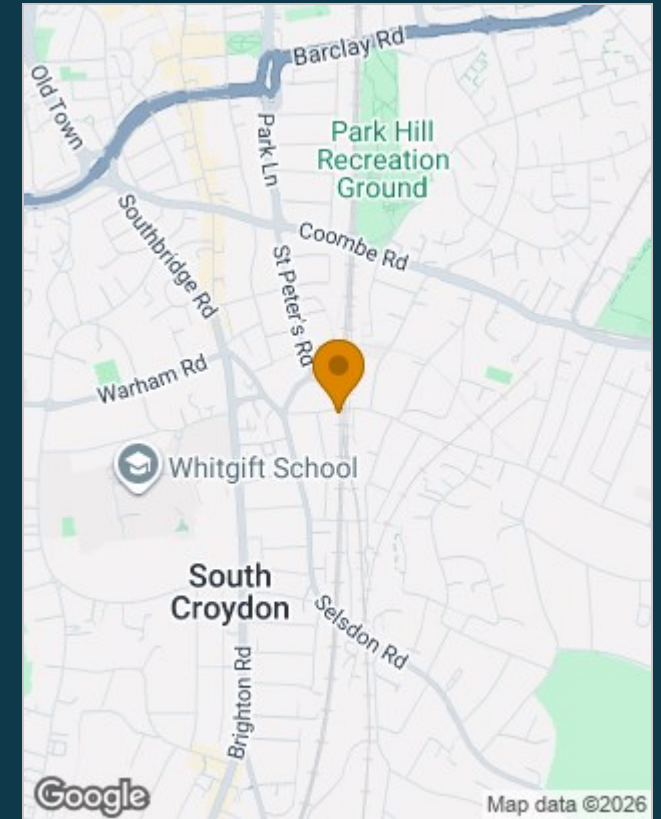 Barclay Rd
Old Town
Park Ln
Park Hill
Recreation
Ground
Southbridge Rd
Coombe Rd
St Peter's Rd
Warham Rd
Whitgift School
South
Croydon
Selsdon Rd
Brighton Rd
Google
Map data ©2026